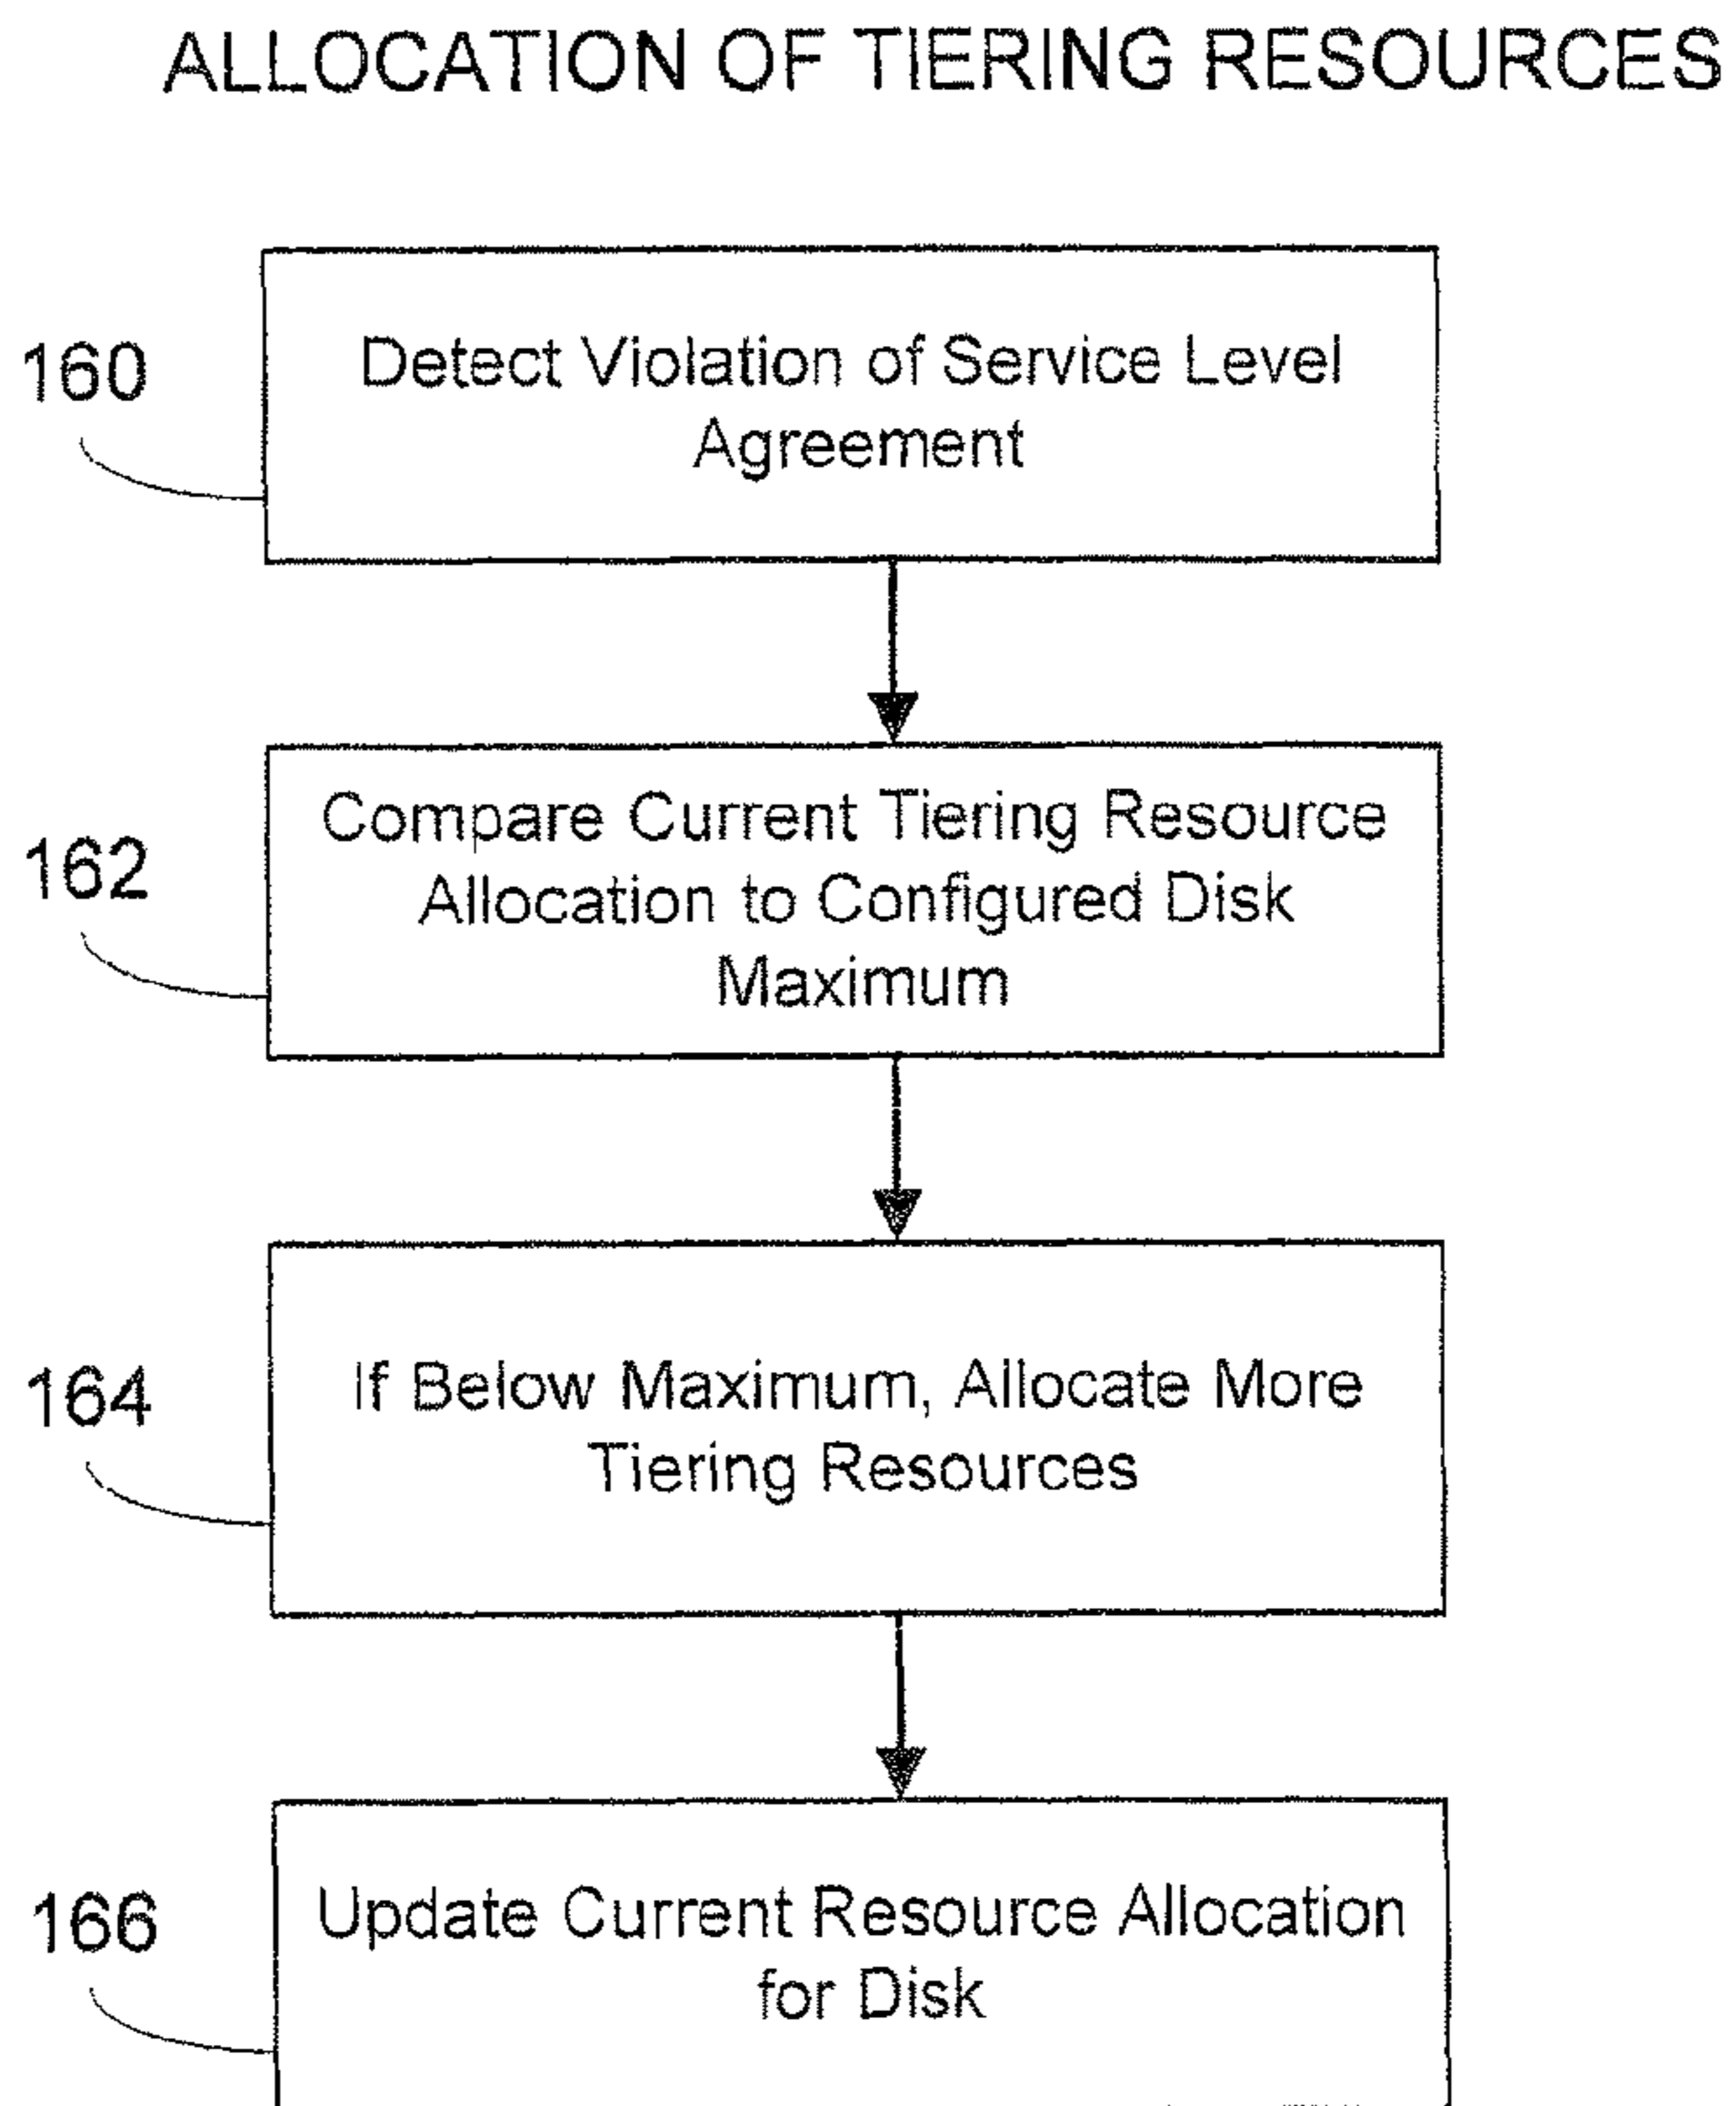 ALLOCATION OF TIERING RESOURCES
160
Detect Violation of Service Level
Agreement
162
Compare Current Tiering Resource
Allocation to Configured Disk
Maximum
164
If Below Maximum, Allocate More
Tiering Resources
166
Update Current Resource Allocation
for Disk